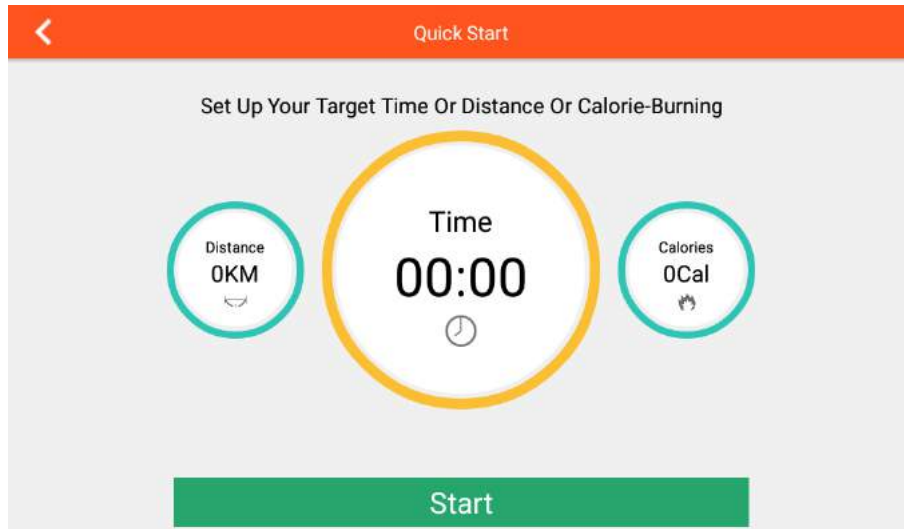 Quick Start
Set Up Your Target Time Or Distance Or Calorie-Burning
Distance
0KM
Time
00:00
Calories
0Cal
Start